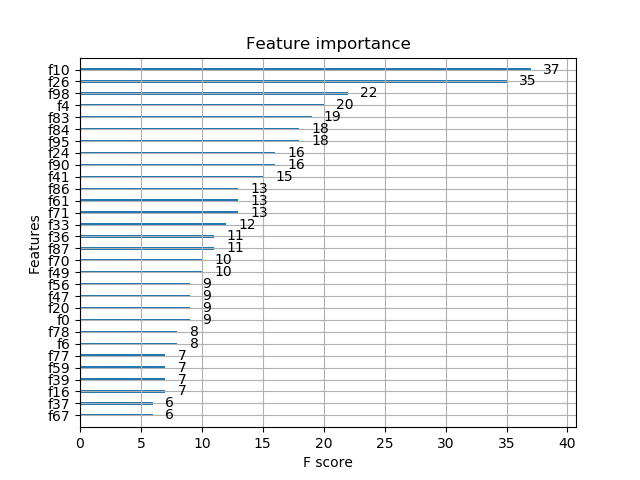 Feature importance
f10 37
f26 35
f98 22
f4 20
f83 19
f84 18
f95 18
f24 16
f90 16
f41 15
f86 13
f61 13
f71 13
f33 12
f36 11
f87 11
f70 10
f49 10
f56 9
f47 9
f20 9
f0 9
f78 8
f6 8
f77 7
f59 7
f39 7
f16 7
f37 6
f67 6
Features
0 5 10 15 20 25 30 35 40
F score